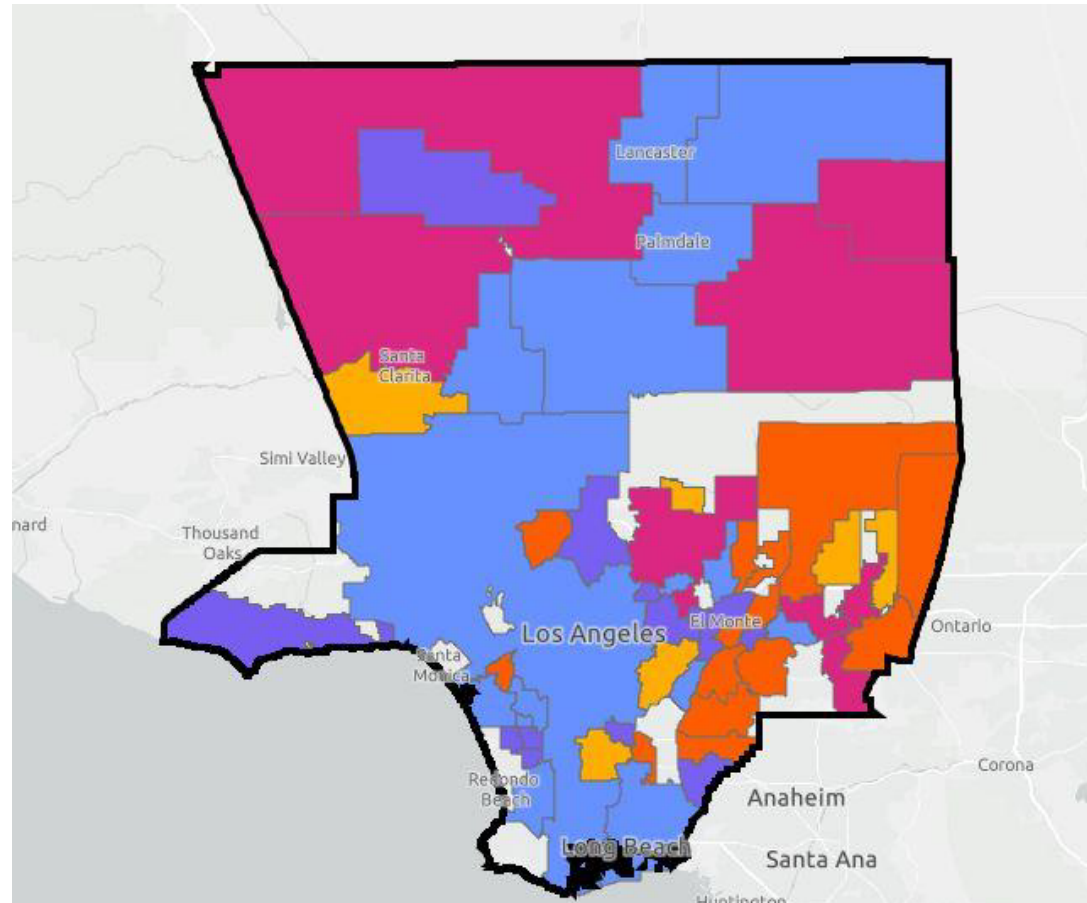 Lancaster
Palmdale
Santa
Clarita
Simi Valley
nard
Thousand
Oaks
El Monte
Los Angeles
Ontario
Santa
Monica
Redondo
Beach
Corona
Anaheim
Long Beach
Santa Ana
Huntington